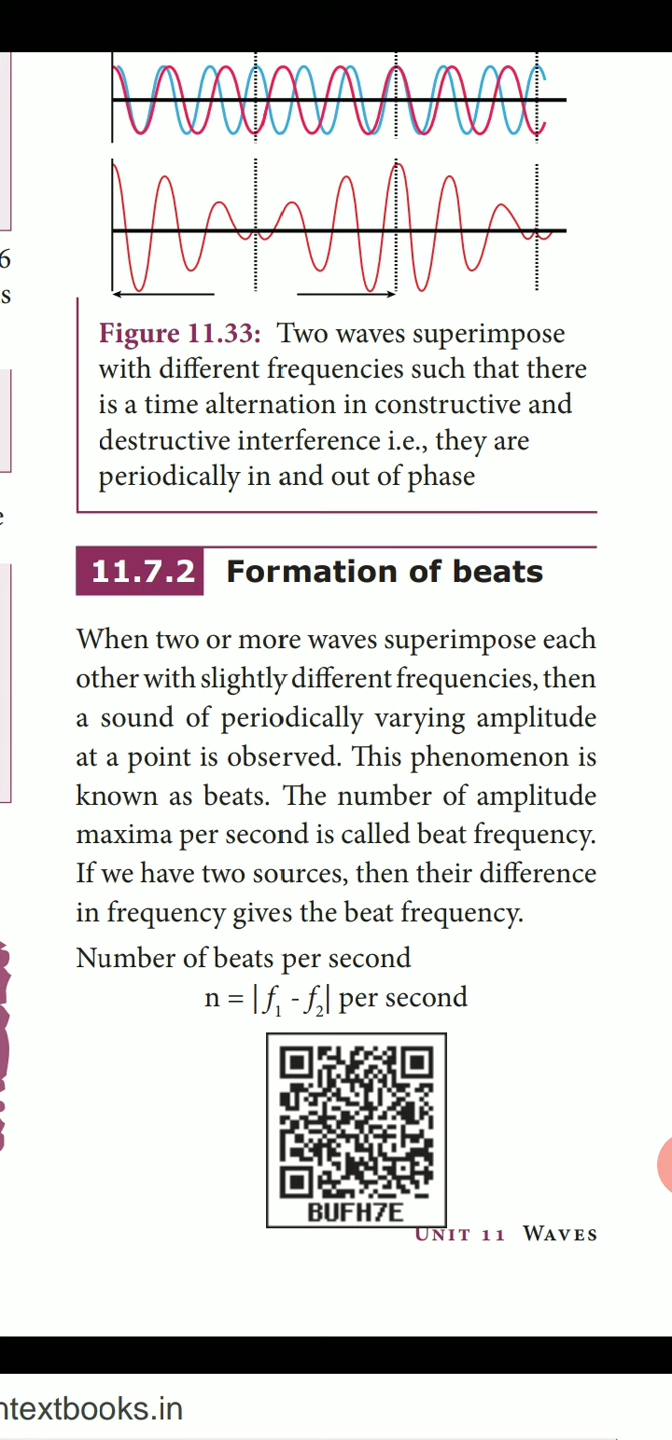 6
s
Figure 11.33: Two waves superimpose
with different frequencies such that there
is a time alternation in constructive and
destructive interference i.e., they are
periodically in and out of phase
e
11.7.2 Formation of beats
When two or more waves superimpose each
other with slightly different frequencies, then
a sound of periodically varying amplitude
at a point is observed. This phenomenon is
known as beats. The number of amplitude
maxima per second is called beat frequency.
If we have two sources, then their difference
in frequency gives the beat frequency.
Number of beats per second
n = |f₁ - f₂| per second
BUFH7E
UNIT 11 WAVES
ntextbooks.in